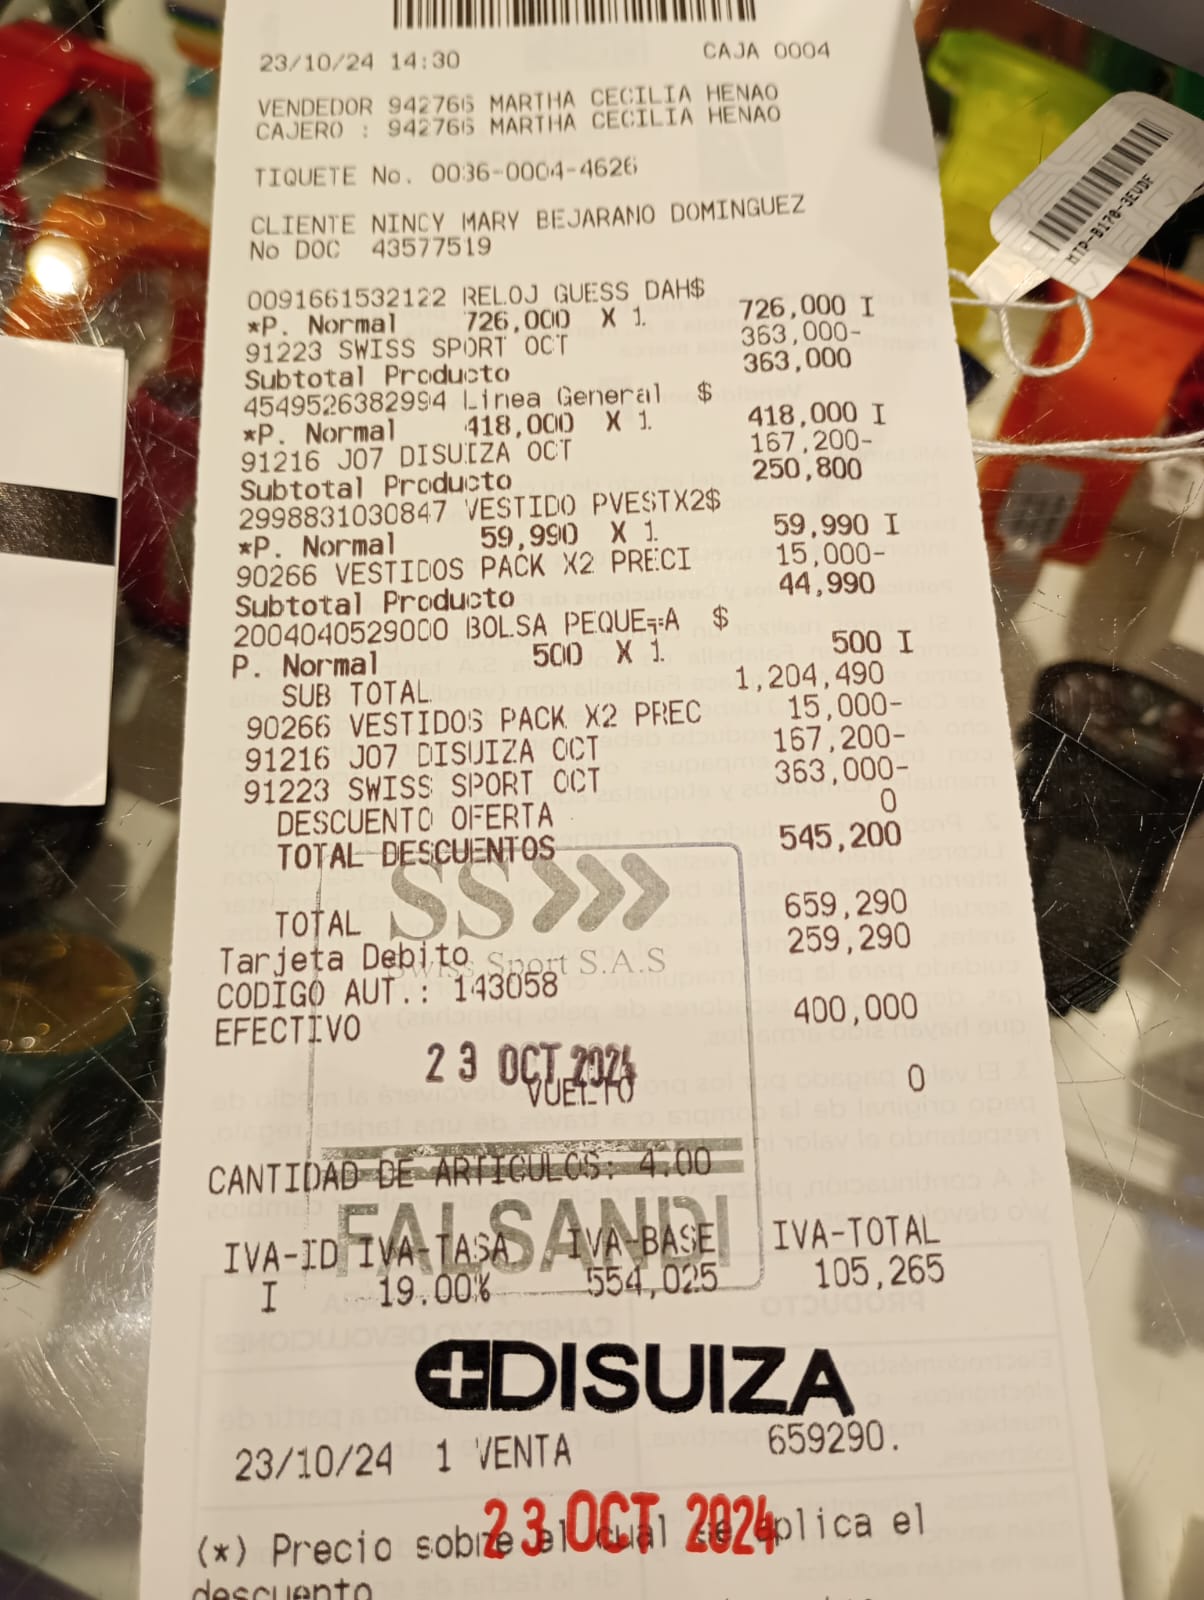 23/10/24 14:30 CAJA 0004
VENDEDOR 942766 MARTHA CECILIA HENAO
CAJERO : 942766 MARTHA CECILIA HENAO
TIQUETE No. 0036-0004-4626
CLIENTE NINCY MARY BEJARANO DOMINGUEZ
No DOC 43577519
0091661532122 RELOJ GUESS DAH$
*P. Normal 726,000 X 1. 726,000 I
91223 SWISS SPORT OCT 363,000-
Subtotal Producto 363,000
4549526382994 Linea General $
*P. Normal 418,000 X 1. 418,000 I
91216 J07 DISUIZA OCT 167,200-
Subtotal Producto 250,800
2998831030847 VESTIDO PVESTX2$
*P. Normal 59,990 X 1. 59,990 I
90266 VESTIDOS PACK X2 PRECI 15,000-
Subtotal Producto 44,990
2004040529000 BOLSA PEQUE¬A $
P. Normal 500 X 1. 500 I
SUB TOTAL 1,204,490
90266 VESTIDOS PACK X2 PREC 15,000-
91216 J07 DISUIZA OCT 167,200-
91223 SWISS SPORT OCT 363,000-
DESCUENTO OFERTA 0
TOTAL DESCUENTOS 545,200
SS
TOTAL 659,290
Tarjeta Debito 259,290
Swiss Sport S.A.S
CODIGO AUT.: 143058
EFECTIVO 400,000
23 OCT 2024
VUELTO 0
CANTIDAD DE ARTICULOS: 4.00
FALSANDI
IVA-ID IVA-TASA IVA-BASE IVA-TOTAL
I 19.00% 554,025 105,265
DISUIZA
23/10/24 1 VENTA 659290.
23 OCT 2024
(*) Precio sobre el cual se aplica el
descuento
MTP-B170-3EVDF